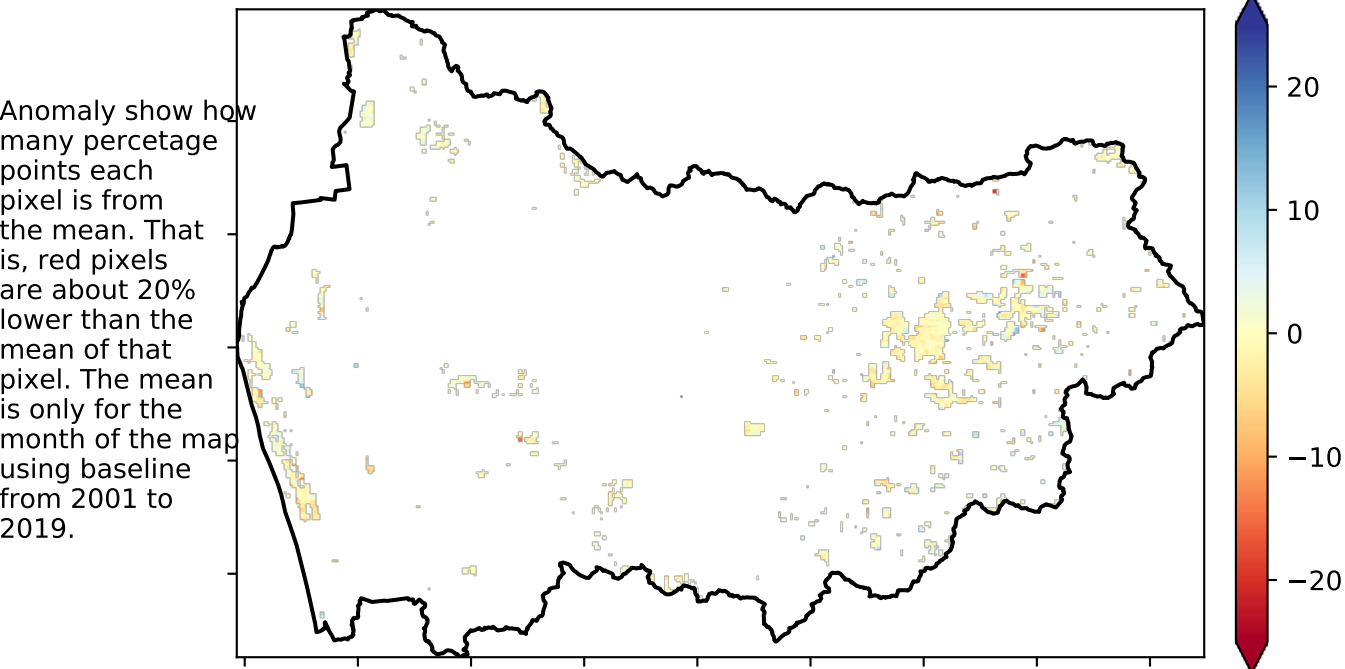 Anomaly show how
many percetage
points each
pixel is from
the mean. That
is, red pixels
are about 20%
lower than the
mean of that
pixel. The mean
is only for the
month of the map
using baseline
from 2001 to
2019.
20
10
0
−10
−20